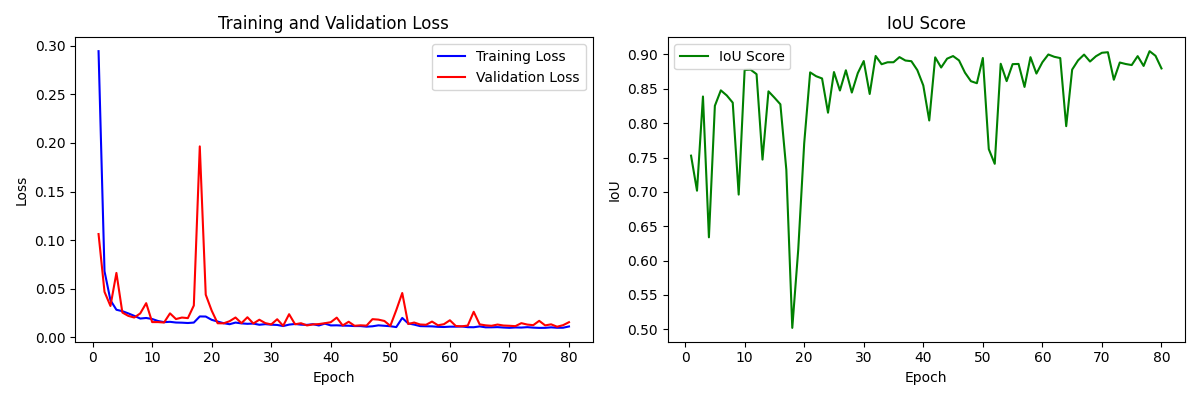 Training and Validation Loss
0.30
0.25
0.20
0.15
0.10
0.05
0.00
Loss
Training Loss
Validation Loss
0 10 20 30 40 50 60 70 80
Epoch
IoU Score
0.90
0.85
0.80
0.75
0.70
0.65
0.60
0.55
0.50
IoU
IoU Score
0 10 20 30 40 50 60 70 80
Epoch